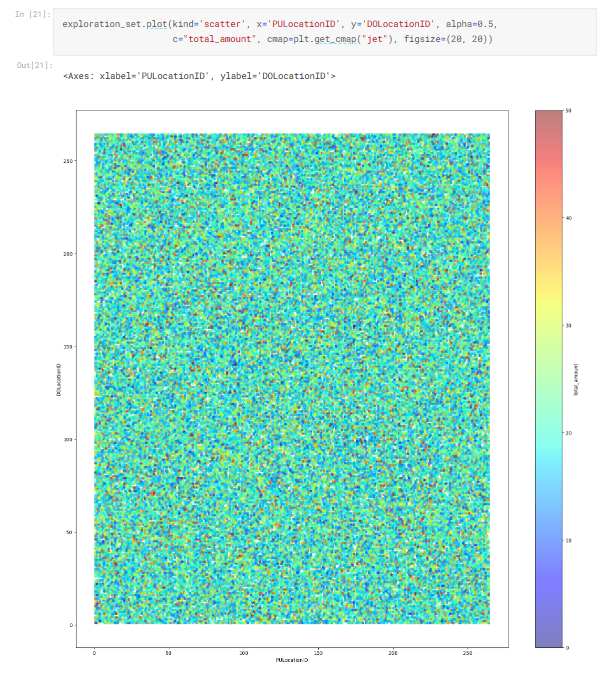 In [21]:
exploration_set.plot(kind='scatter', x='PULocationID', y='DOLocationID', alpha=0.5,
c="total_amount", cmap=plt.get_cmap("jet"), figsize=(20, 20))
Out[21]:
<Axes: xlabel='PULocationID', ylabel='DOLocationID'>
250
200
150
100
50
0
DOLocationID
0
50
100
150
200
250
PULocationID
50
40
30
20
10
0
total_amount